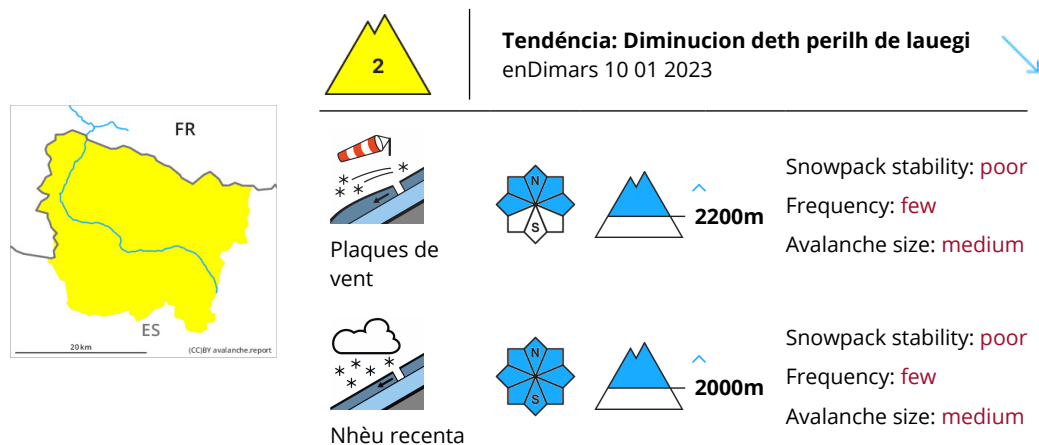 2
Tendéncia: Diminucion deth perilh de lauegi
enDimars 10 01 2023
FR
ES
20 km
(CC)BY avalanche.report
N
S
2200m
Plaques de
vent
Snowpack stability: poor
Frequency: few
Avalanche size: medium
N
S
2000m
Nhèu recenta
Snowpack stability: poor
Frequency: few
Avalanche size: medium